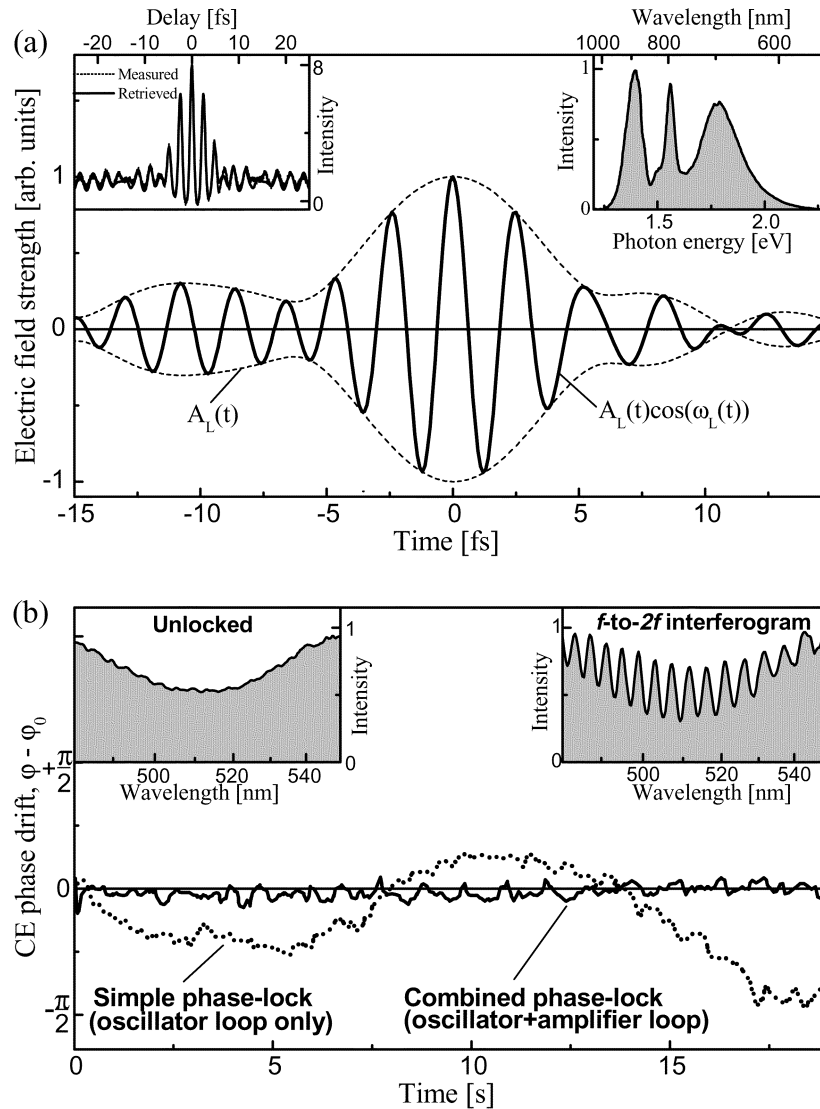 (a)
Delay [fs]
-20 -10 0 10 20
Measured
Retrieved
8
0
Intensity
Wavelength [nm]
1000 800 600
1
0
Intensity
1.5 2.0
Photon energy [eV]
Electric field strength [arb. units]
1
0
-1
A_L(t)
A_L(t)cos(ω_L(t))
-15 -10 -5 0 5 10
Time [fs]
(b)
Unlocked
1
0
Intensity
500 520 540
Wavelength [nm]
f-to-2f interferogram
1
0
Intensity
500 520 540
Wavelength [nm]
CE phase drift, φ - φ_0
+π/2
0
-π/2
Simple phase-lock
(oscillator loop only)
Combined phase-lock
(oscillator+amplifier loop)
0 5 10 15
Time [s]